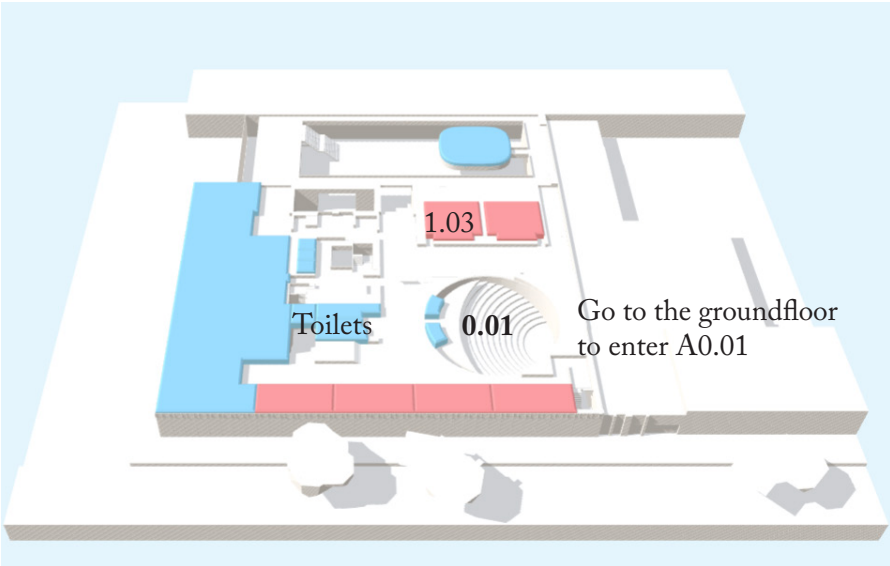 1.03
Toilets
0.01
Go to the groundfloor
to enter A0.01